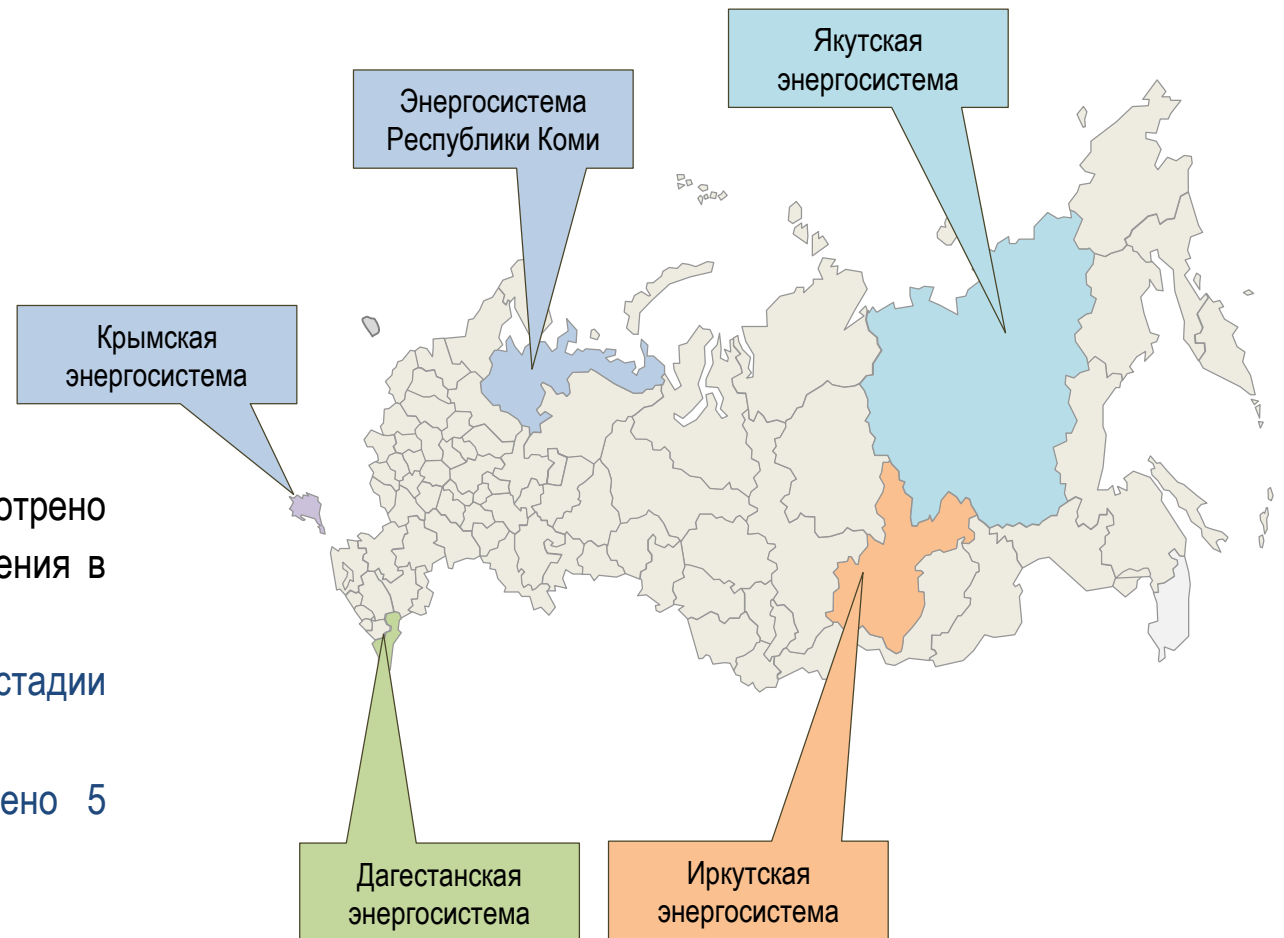 Якутская
энергосистема
Энергосистема
Республики Коми
Крымская
энергосистема
отрено
ения в
стадии
ено 5
Дагестанская
энергосистема
Иркутская
энергосистема